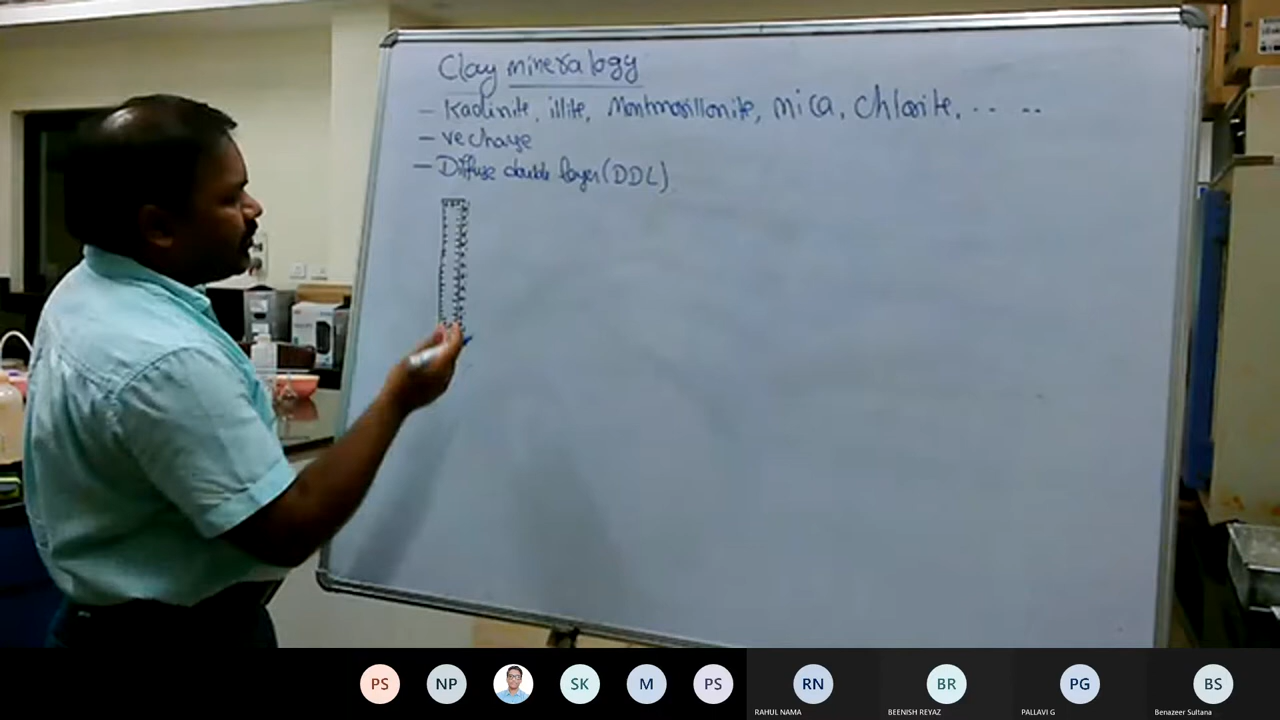 Clay mineralogy
- Kaolinite, illite, Montmorillonite, mica, Chlorite, .. ..
- ve charge
- Diffuse double layer (DDL)
PS NP SK M PS RN BR PG BS
RAHUL NAMA BEENISH REYAZ PALLAVI G Benazeer Sultana